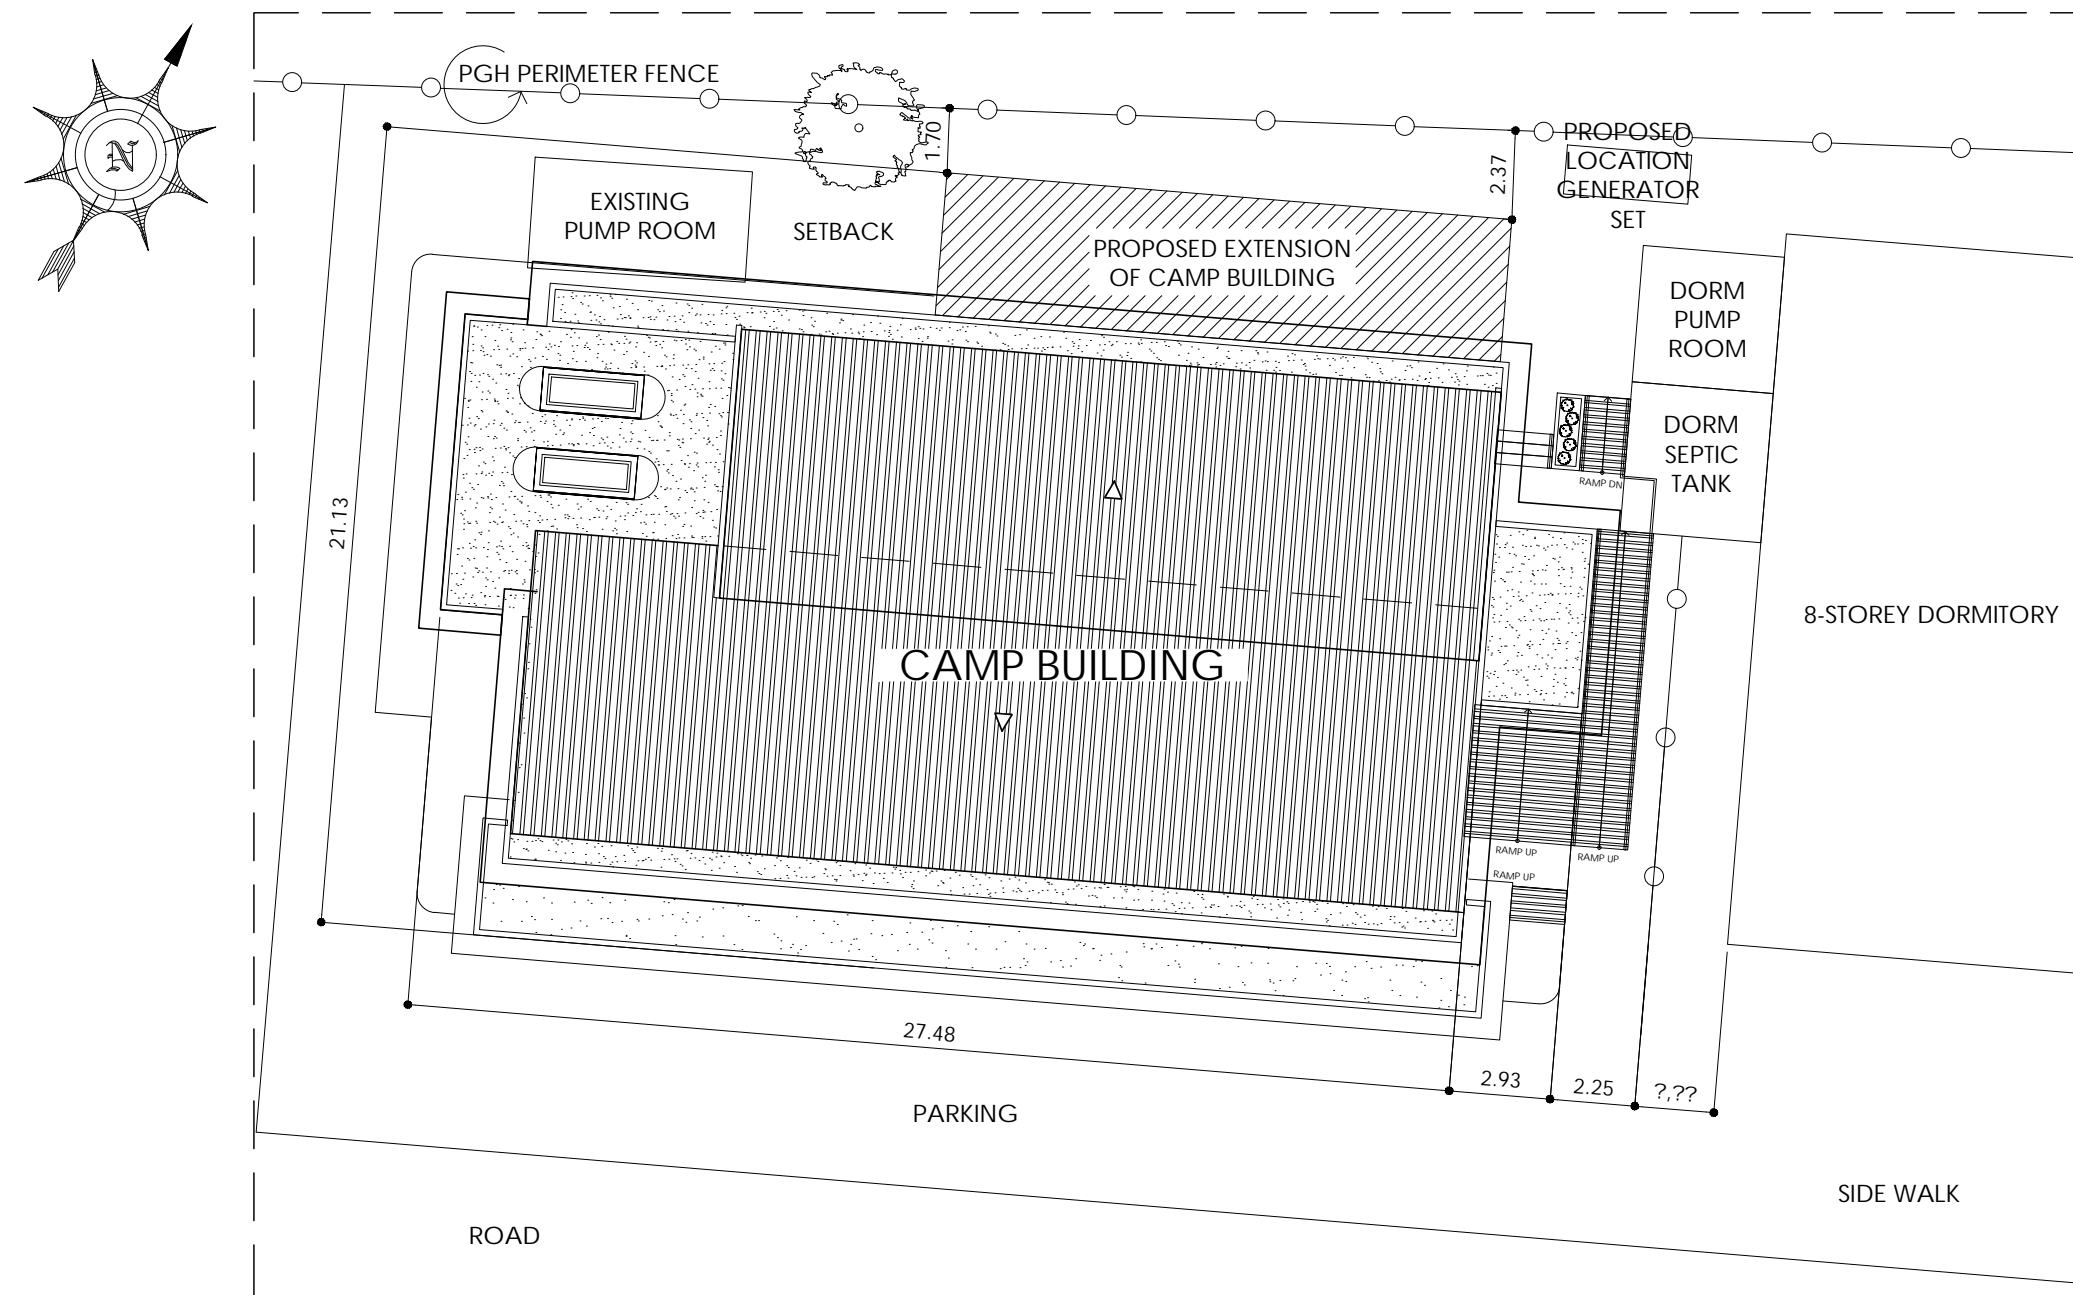 PGH PERIMETER FENCE
N
1.70
2.37
PROPOSED
LOCATION
GENERATOR
SET
EXISTING
PUMP ROOM
SETBACK
PROPOSED EXTENSION
OF CAMP BUILDING
DORM
PUMP
ROOM
DORM
SEPTIC
TANK
RAMP DN
21.13
8-STOREY DORMITORY
CAMP BUILDING
RAMP UP
RAMP UP
RAMP UP
27.48
2.93
2.25
?,??
PARKING
SIDE WALK
ROAD